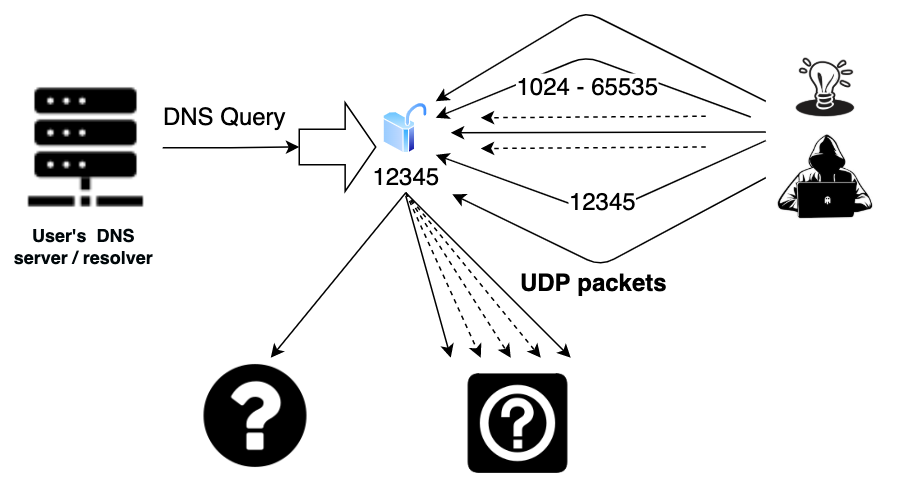 DNS Query
1024 - 65535
12345
12345
User's DNS
server / resolver
UDP packets